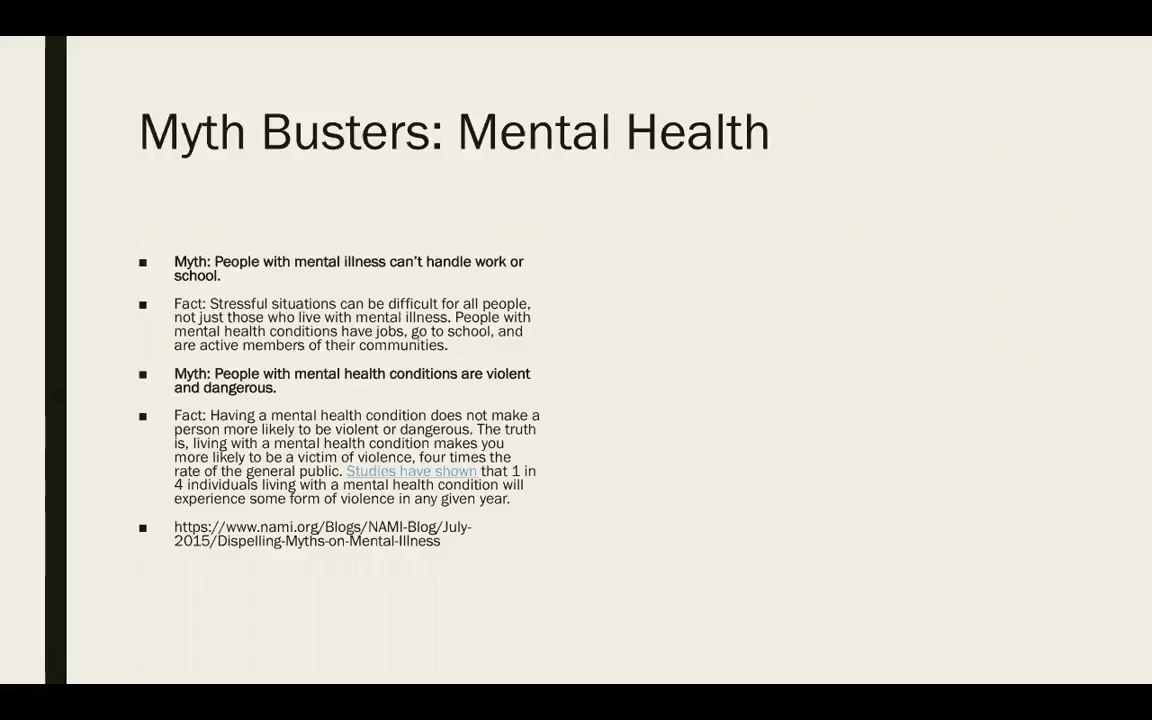 Myth Busters: Mental Health
▪ Myth: People with mental illness can’t handle work or
school.
▪ Fact: Stressful situations can be difficult for all people,
not just those who live with mental illness. People with
mental health conditions have jobs, go to school, and
are active members of their communities.
▪ Myth: People with mental health conditions are violent
and dangerous.
▪ Fact: Having a mental health condition does not make a
person more likely to be violent or dangerous. The truth
is, living with a mental health condition makes you
more likely to be a victim of violence, four times the
rate of the general public. Studies have shown that 1 in
4 individuals living with a mental health condition will
experience some form of violence in any given year.
▪ https://www.nami.org/Blogs/NAMI-Blog/July-
2015/Dispelling-Myths-on-Mental-Illness